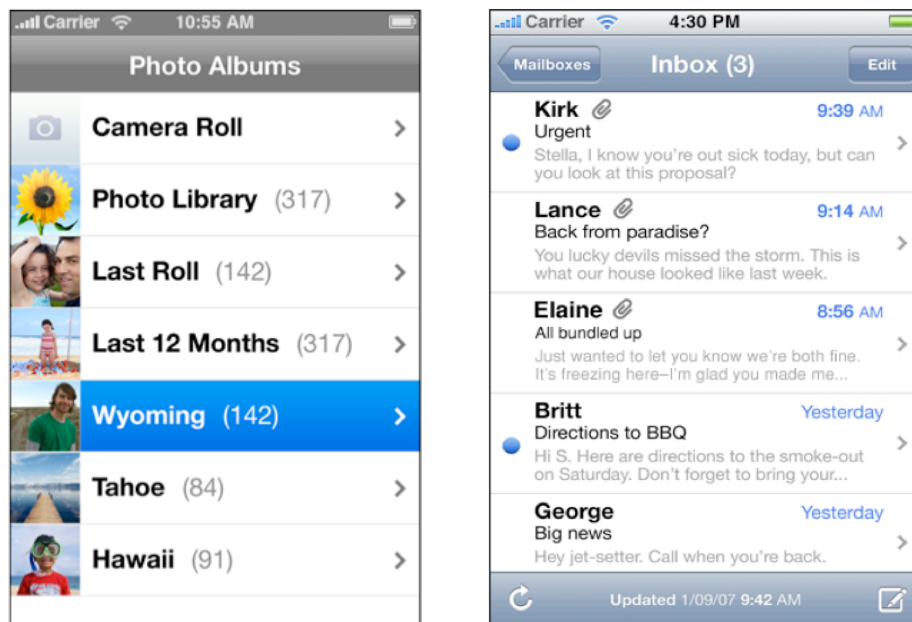 Carrier 10:55 AM
Photo Albums
Camera Roll
Photo Library (317)
Last Roll (142)
Last 12 Months (317)
Wyoming (142)
Tahoe (84)
Hawaii (91)
Carrier 4:30 PM
Mailboxes Inbox (3) Edit
Kirk 9:39 AM
Urgent
Stella, I know you're out sick today, but can
you look at this proposal?
Lance 9:14 AM
Back from paradise?
You lucky devils missed the storm. This is
what our house looked like last week.
Elaine 8:56 AM
All bundled up
Just wanted to let you know we're both fine.
It's freezing here–I'm glad you made me...
Britt Yesterday
Directions to BBQ
Hi S. Here are directions to the smoke-out
on Saturday. Don't forget to bring your...
George Yesterday
Big news
Hey jet-setter. Call when you're back.
Updated 1/09/07 9:42 AM